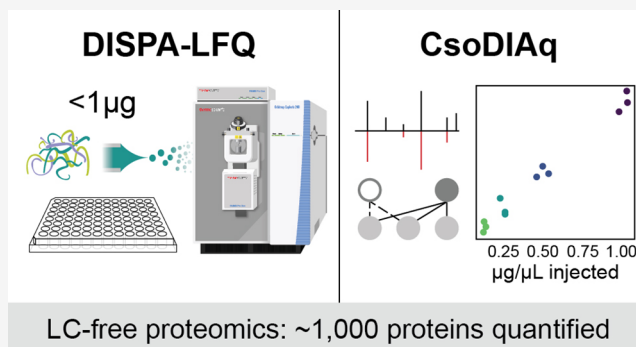 DISPA-LFQ
CsoDIAq
<1µg
0.25 0.50 0.75 1.00
µg/µL injected
LC-free proteomics: ~1,000 proteins quantified